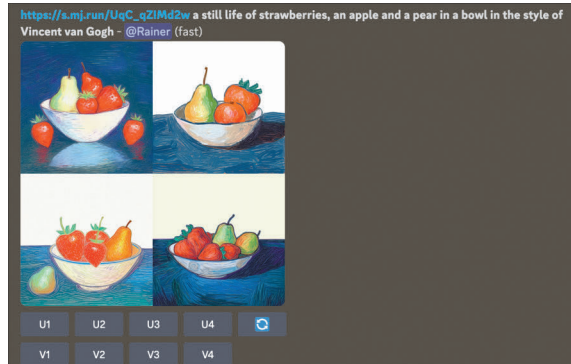 https://s.mj.run/UqC_qZIMd2w a still life of strawberries, an apple and a pear in a bowl in the style of
Vincent van Gogh - @Rainer (fast)
U1 U2 U3 U4
V1 V2 V3 V4